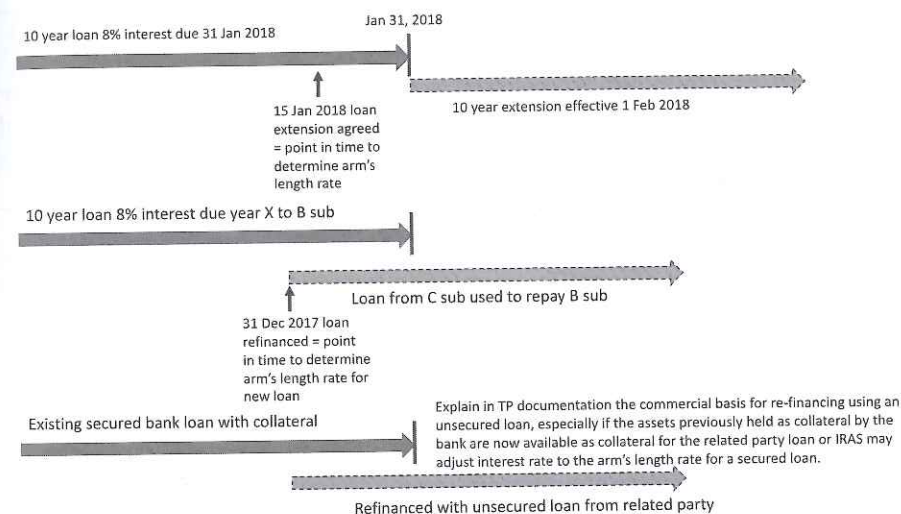 Jan 31, 2018
10 year loan 8% interest due 31 Jan 2018
15 Jan 2018 loan
extension agreed
= point in time to
determine arm's
length rate
10 year extension effective 1 Feb 2018
10 year loan 8% interest due year X to B sub
Loan from C sub used to repay B sub
31 Dec 2017 loan
refinanced = point
in time to determine
arm's length rate for
new loan
Existing secured bank loan with collateral
Explain in TP documentation the commercial basis for re-financing using an
unsecured loan, especially if the assets previously held as collateral by the
bank are now available as collateral for the related party loan or IRAS may
adjust interest rate to the arm's length rate for a secured loan.
Refinanced with unsecured loan from related party